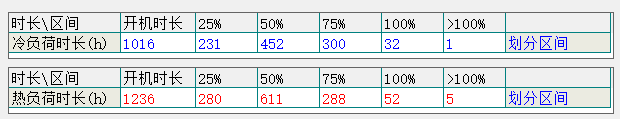 时长\区间 开机时长 25% 50% 75% 100% >100%
冷负荷时长(h) 1016 231 452 300 32 1 划分区间
时长\区间 开机时长 25% 50% 75% 100% >100%
热负荷时长(h) 1236 280 611 288 52 5 划分区间